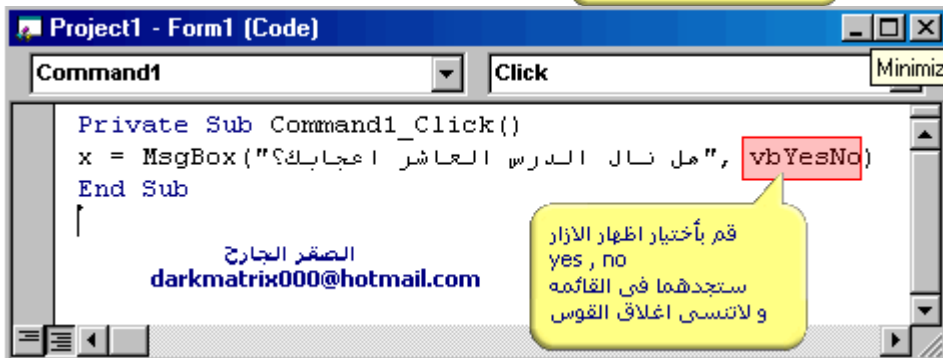 Project1 - Form1 (Code)
Command1
Click
Minimiz
Private Sub Command1_Click()
x = MsgBox("هل نال الدرس العاشر اعجابك؟", vbYesNo)
End Sub
قم بأختيار اظهار الازار
yes , no
ستجدهما فى القائمه
و لاتنسى اغلاق القوس
الصقر الجارح
darkmatrix000@hotmail.com